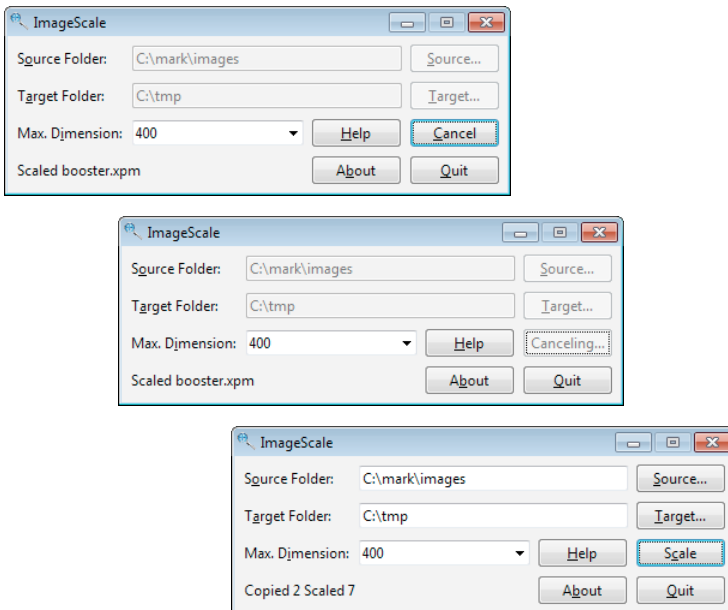 ImageScale
Source Folder: C:\mark\images Source...
Target Folder: C:\tmp Target...
Max. Dimension: 400 Help Cancel
Scaled booster.xpm About Quit
ImageScale
Source Folder: C:\mark\images Source...
Target Folder: C:\tmp Target...
Max. Dimension: 400 Help Canceling...
Scaled booster.xpm About Quit
ImageScale
Source Folder: C:\mark\images Source...
Target Folder: C:\tmp Target...
Max. Dimension: 400 Help Scale
Copied 2 Scaled 7 About Quit